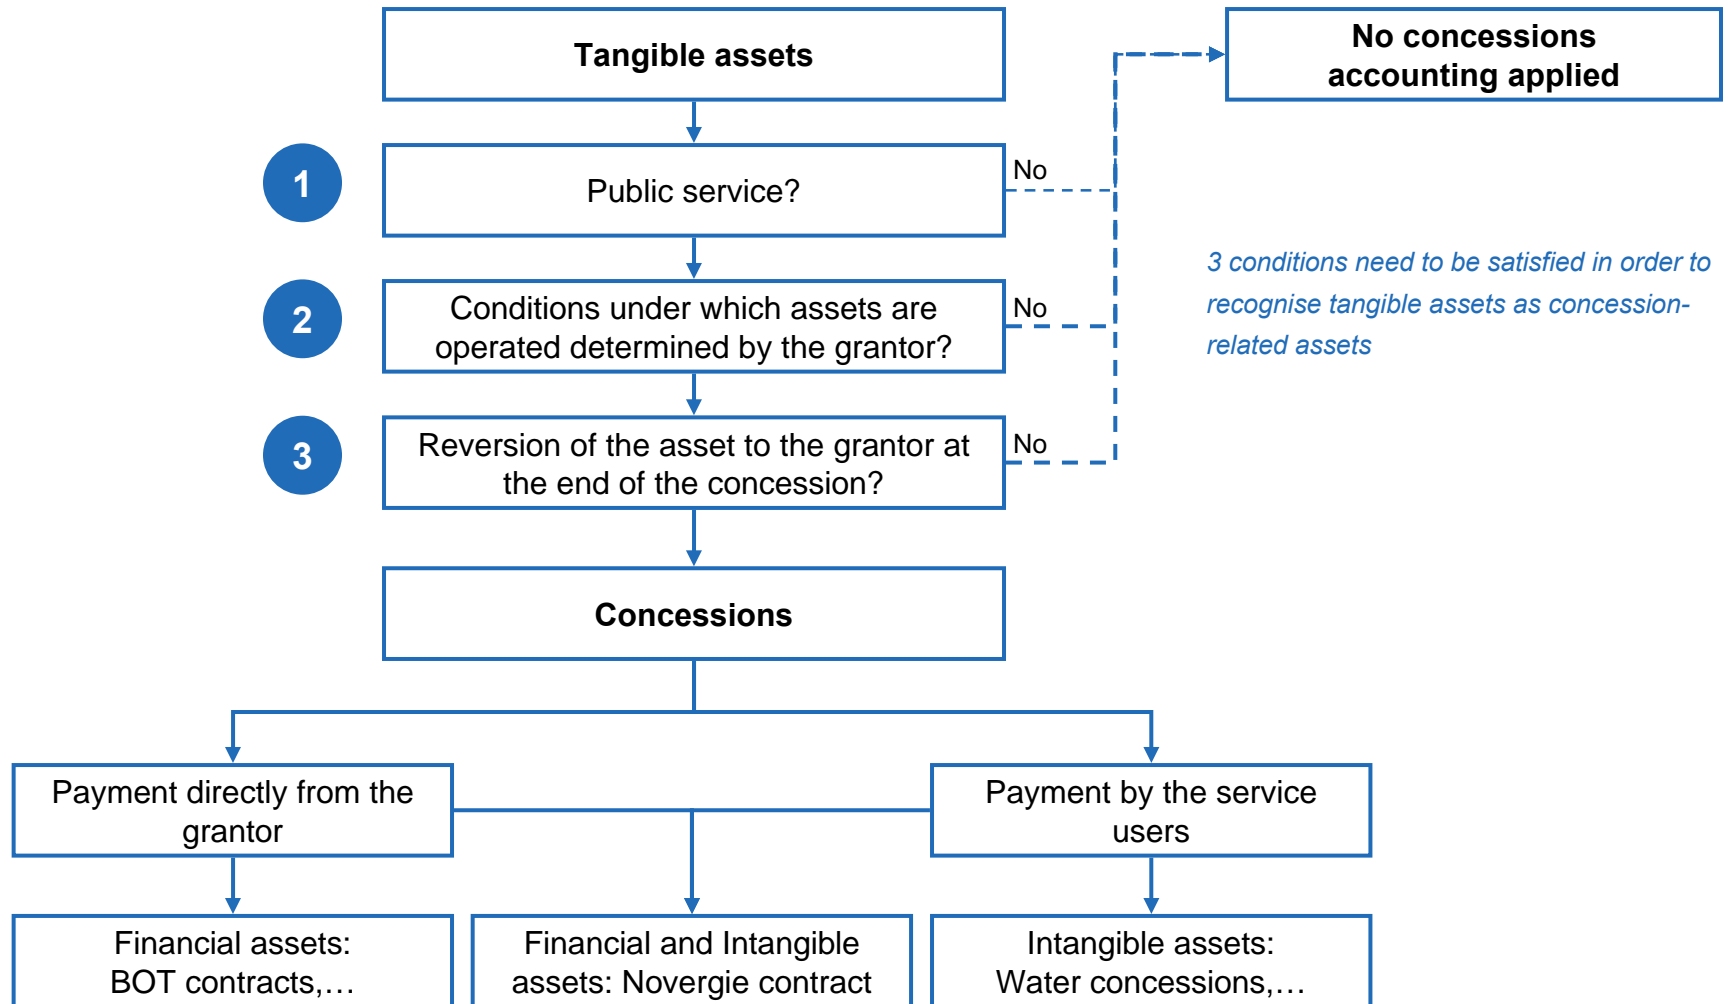 Tangible assets
No concessions
accounting applied
1
Public service?
No
2
Conditions under which assets are
operated determined by the grantor?
No
3 conditions need to be satisfied in order to
recognise tangible assets as concession-
related assets
3
Reversion of the asset to the grantor at
the end of the concession?
No
Concessions
Payment directly from the
grantor
Payment by the service
users
Financial assets:
BOT contracts,…
Financial and Intangible
assets: Novergie contract
Intangible assets:
Water concessions,…